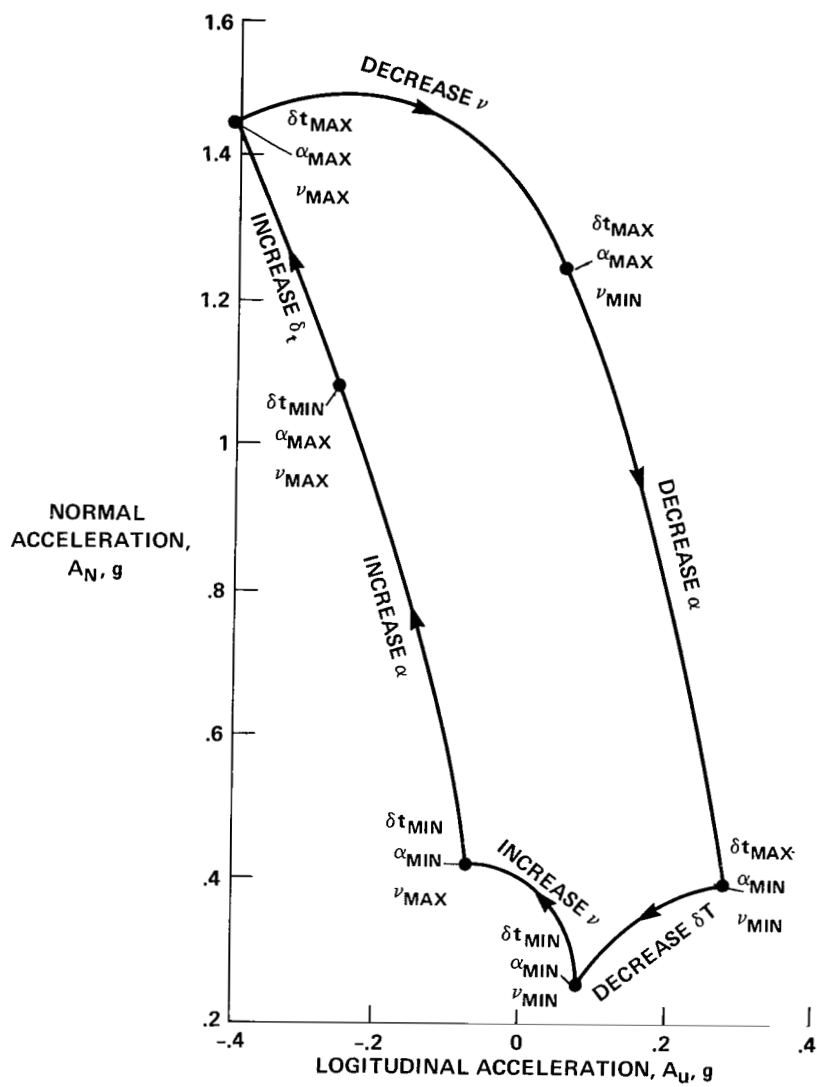 1.6
DECREASE ν
δtMAX
αMAX
νMAX
1.4
INCREASE δt
δtMAX
αMAX
νMIN
1.2
δtMIN
αMAX
νMAX
1
DECREASE α
NORMAL
ACCELERATION,
AN, g
INCREASE α
.8
.6
δtMIN
αMIN
νMAX
INCREASE ν
δtMAX
αMIN
νMIN
.4
DECREASE δT
δtMIN
αMIN
νMIN
.2
-.4
-.2
0
.2
.4
LOGITUDINAL ACCELERATION, AU, g